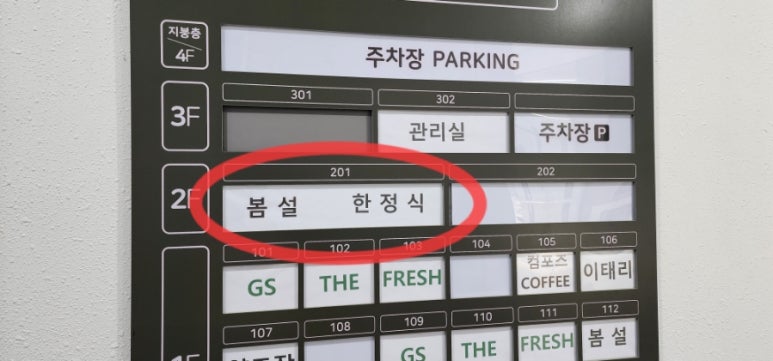 지붕층
4F
주차장 PARKING
301 302
3F
관리실 주차장 P
201 202
2F
봄 설 한 정 식
101 102 103 104 105 106
GS THE FRESH 컴포즈 COFFEE 이태리
107 108 109 110 111 112
GS THE FRESH 봄 설